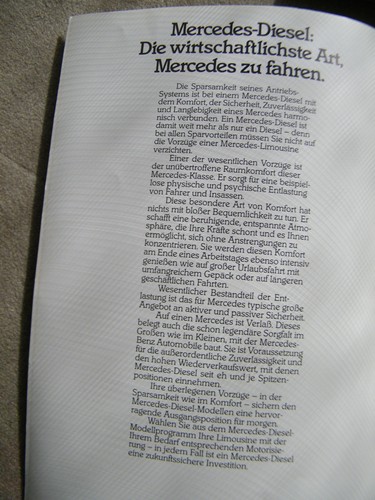 Mercedes-Diesel:
Die wirtschaftlichste Art,
Mercedes zu fahren.
Die Sparsamkeit seines Antriebs-
Systems ist bei einem Mercedes-Diesel mit
dem Komfort, der Sicherheit, Zuverlässigkeit
und Langlebigkeit eines Mercedes harmo-
nisch verbunden. Ein Mercedes-Diesel ist
damit weit mehr als nur ein Diesel – denn
bei allen Sparvorteilen müssen Sie nicht auf
die Vorzüge einer Mercedes-Limousine
verzichten.
Einer der wesentlichen Vorzüge ist
der unübertroffene Raumkomfort dieser
Mercedes-Klasse. Er sorgt für eine beispiel-
lose physische und psychische Entlastung
von Fahrer und Insassen.
Diese besondere Art von Komfort hat
nichts mit bloßer Bequemlichkeit zu tun. Er
schafft eine beruhigende, entspannte Atmo-
sphäre, die Ihre Kräfte schont und es Ihnen
ermöglicht, sich ohne Anstrengungen zu
konzentrieren. Sie werden diesen Komfort
am Ende eines Arbeitstages ebenso intensiv
genießen wie auf großer Urlaubsfahrt mit
umfangreichem Gepäck oder auf längeren
geschäftlichen Fahrten.
Wesentlicher Bestandteil der Ent-
lastung ist das für Mercedes typische große
Angebot an aktiver und passiver Sicherheit.
Auf einen Mercedes ist Verlaß. Dieses
belegt auch die schon legendäre Sorgfalt im
Großen wie im Kleinen, mit der Mercedes-
Benz Automobile baut. Sie ist Voraussetzung
für die außerordentliche Zuverlässigkeit und
den hohen Wiederverkaufswert, mit denen
Mercedes-Diesel seit eh und je Spitzen-
positionen einnehmen.
Ihre überlegenen Vorzüge – in der
Sparsamkeit wie im Komfort – sichern den
Mercedes-Diesel-Modellen eine hervor-
ragende Ausgangsposition für morgen.
Wählen Sie aus dem Mercedes-Diesel-
Modellprogramm Ihre Limousine mit der
Ihrem Bedarf entsprechenden Motorisie-
rung – in jedem Fall ist ein Mercedes-Diesel
eine zukunftssichere Investition.